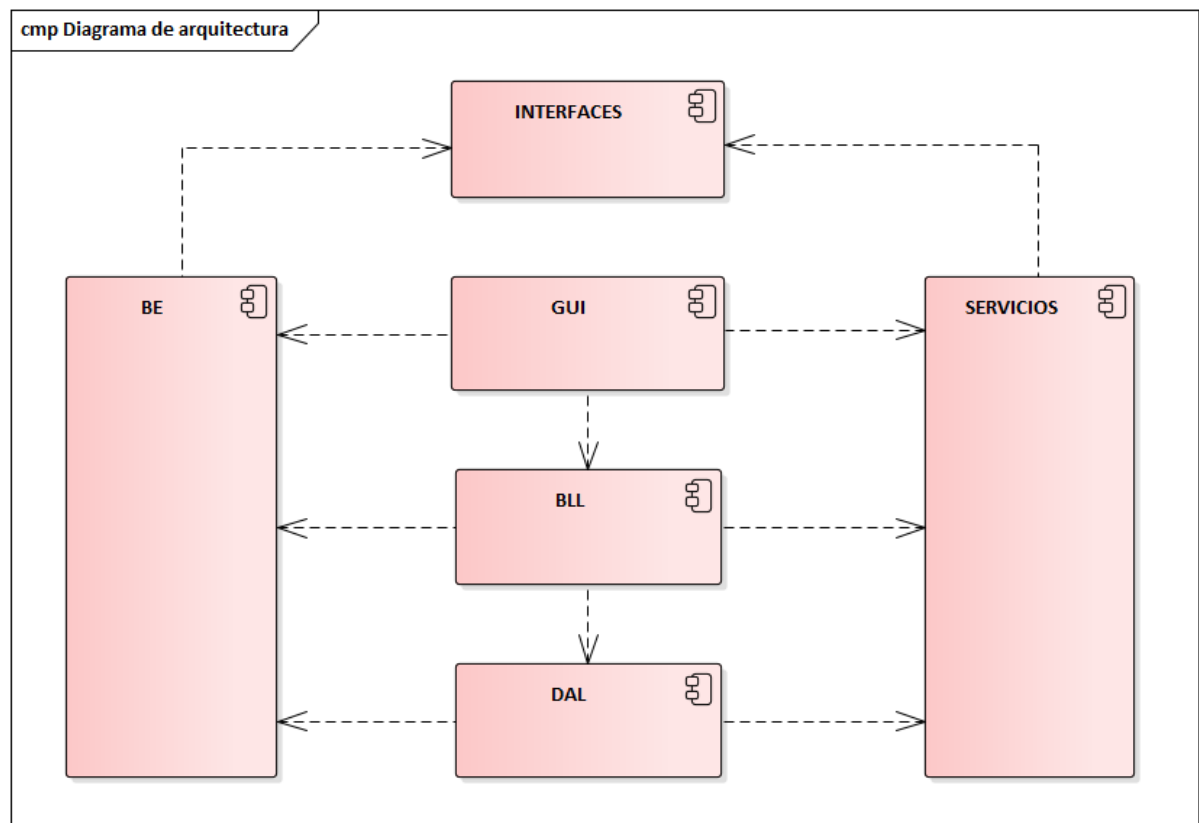 cmp Diagrama de arquitectura
INTERFACES
BE
GUI
SERVICIOS
BLL
DAL